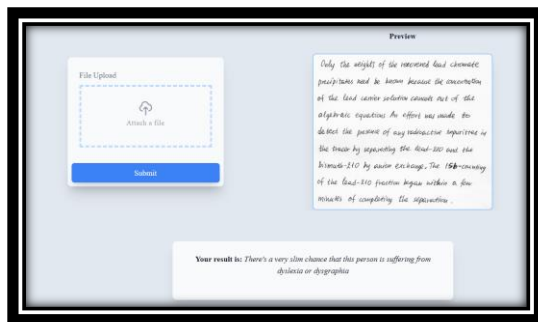 Preview
File Upload
Attach a file
Submit
Only the weights of the recovered lead chromate
precipitates need be known because the concentration
of the lead carrier solution cancels out of the
algebraic equations. An effort was made to
detect the presence of any radioactive impurities in
the tracer by separating the lead-210 and the
bismuth-210 by anion exchange. The 156-counting
of the lead-210 fraction began within a few
minutes of completing the separation.
Your result is: There's a very slim chance that this person is suffering from
dyslexia or dysgraphia